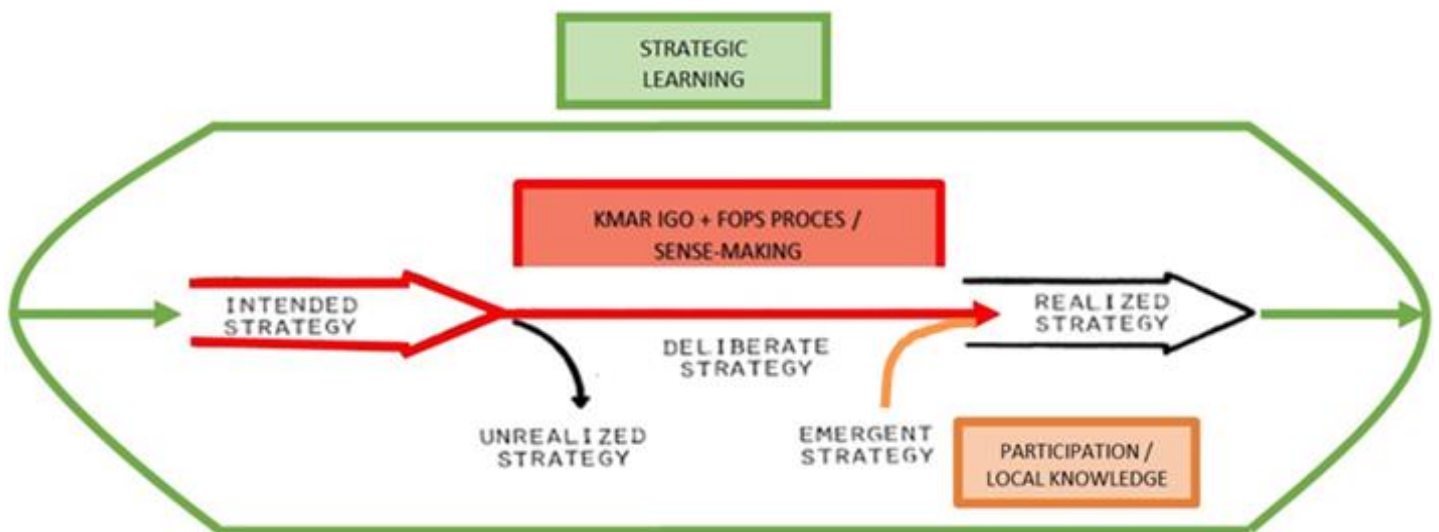 STRATEGIC
LEARNING
KMAR IGO + FOPS PROCES /
SENSE-MAKING
INTENDED
STRATEGY
REALIZED
STRATEGY
DELIBERATE
STRATEGY
UNREALIZED
STRATEGY
EMERGENT
STRATEGY
PARTICIPATION /
LOCAL KNOWLEDGE